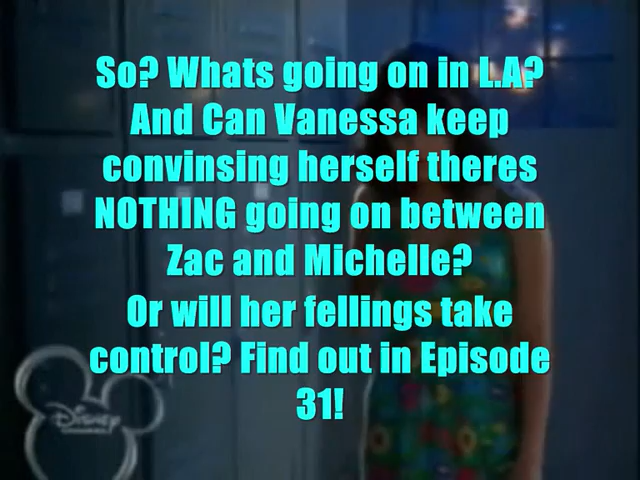 So? Whats going on in L.A?
And Can Vanessa keep
convinsing herself theres
NOTHING going on between
Zac and Michelle?
Or will her fellings take
control? Find out in Episode
31!
Disney
CHANNEL